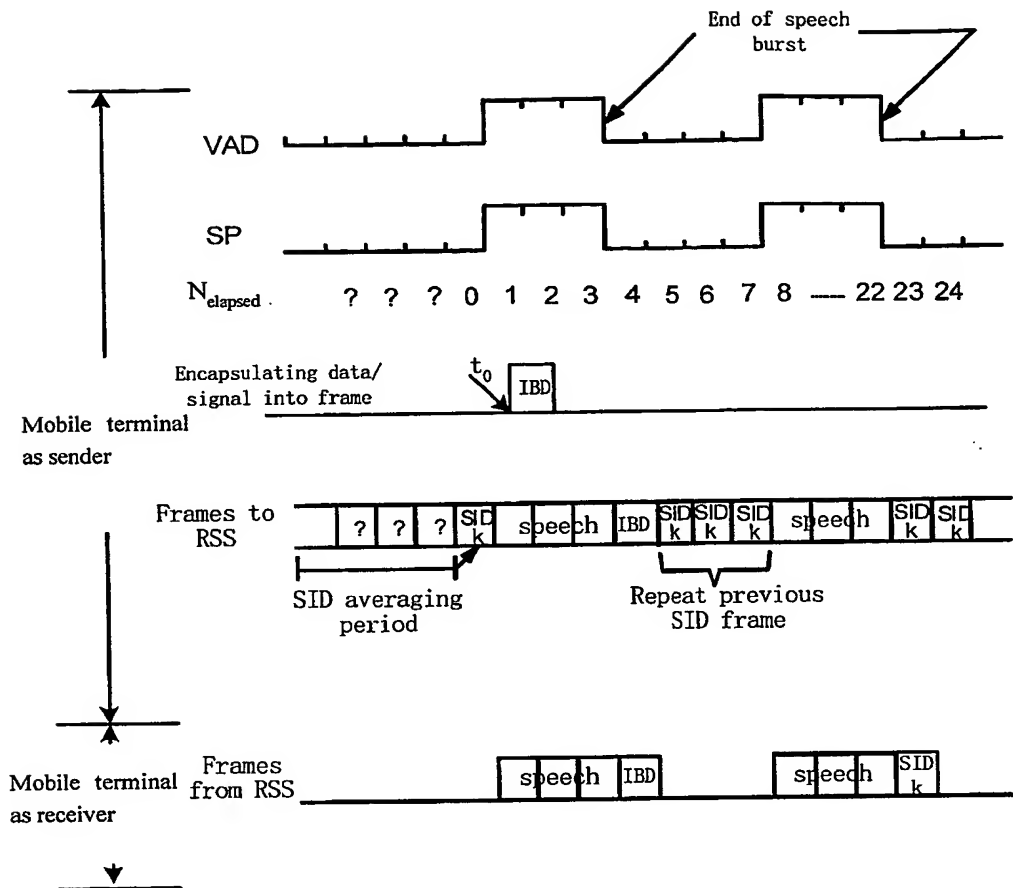 End of speech
burst
VAD
SP
N elapsed ? ? ? 0 1 2 3 4 5 6 7 8 — 22 23 24
Encapsulating data/
signal into frame
t0
IBD
Mobile terminal
as sender
Frames to
RSS
? ? ? SID k speech IBD SID k SID k SID k speech SID k SID k
SID averaging
period
Repeat previous
SID frame
Mobile terminal
as receiver
Frames
from RSS
speech IBD speech SID k